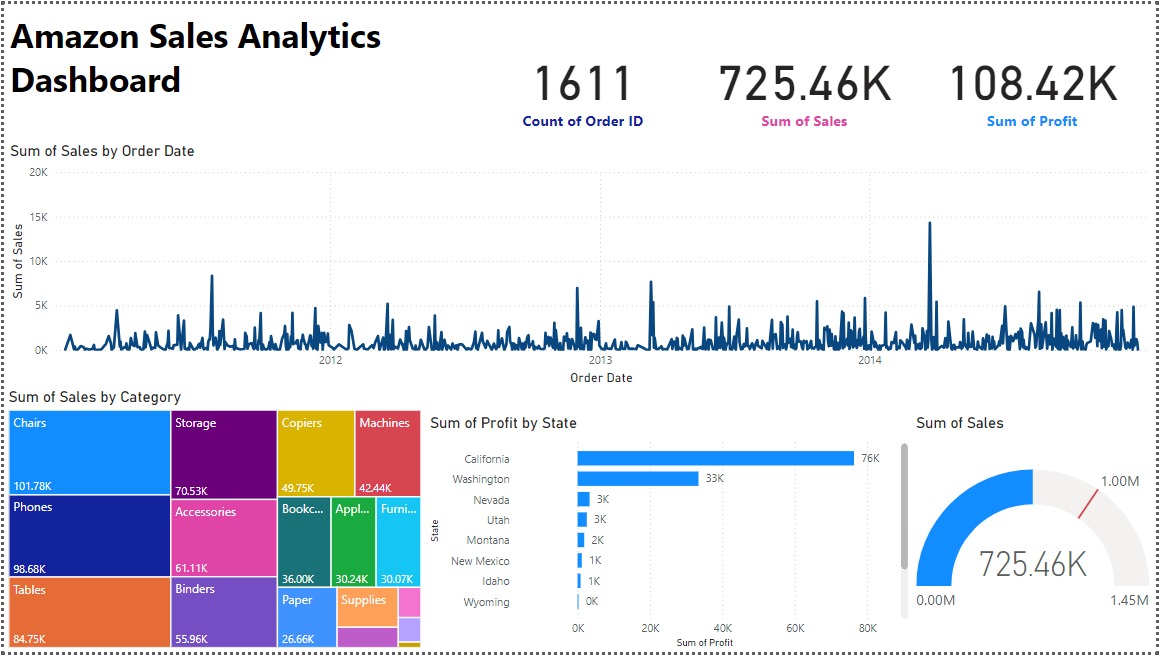 Amazon Sales Analytics
Dashboard
1611
Count of Order ID
725.46K
Sum of Sales
108.42K
Sum of Profit
Sum of Sales by Order Date
Sum of Sales
20K
15K
10K
5K
0K
2012
2013
2014
Order Date
Sum of Sales by Category
Chairs
101.78K
Phones
98.68K
Tables
84.75K
Storage
70.53K
Accessories
61.11K
Binders
55.96K
Copiers
49.75K
Machines
42.44K
Bookc...
36.00K
Appl...
30.24K
Furni...
30.07K
Paper
26.66K
Supplies
Sum of Profit by State
State
California
76K
Washington
33K
Nevada
3K
Utah
3K
Montana
2K
New Mexico
1K
Idaho
1K
Wyoming
0K
0K
20K
40K
60K
80K
Sum of Profit
Sum of Sales
1.00M
725.46K
0.00M
1.45M